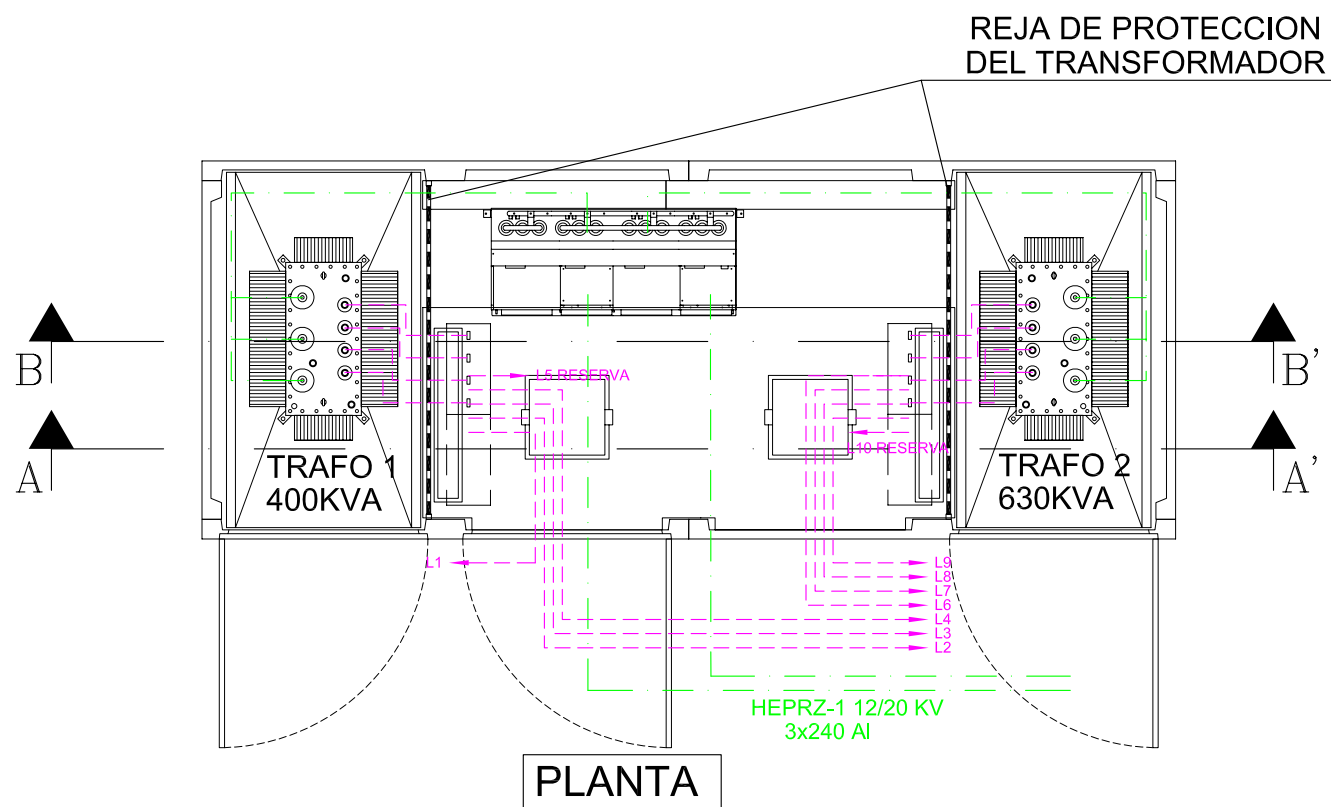 REJA DE PROTECCION
DEL TRANSFORMADOR
B
B'
L5 RESERVA
L10 RESERVA
A
A'
TRAFO 1
400KVA
TRAFO 2
630KVA
L1
L9
L8
L7
L6
L4
L3
L2
HEPRZ-1 12/20 KV
3x240 Al
PLANTA